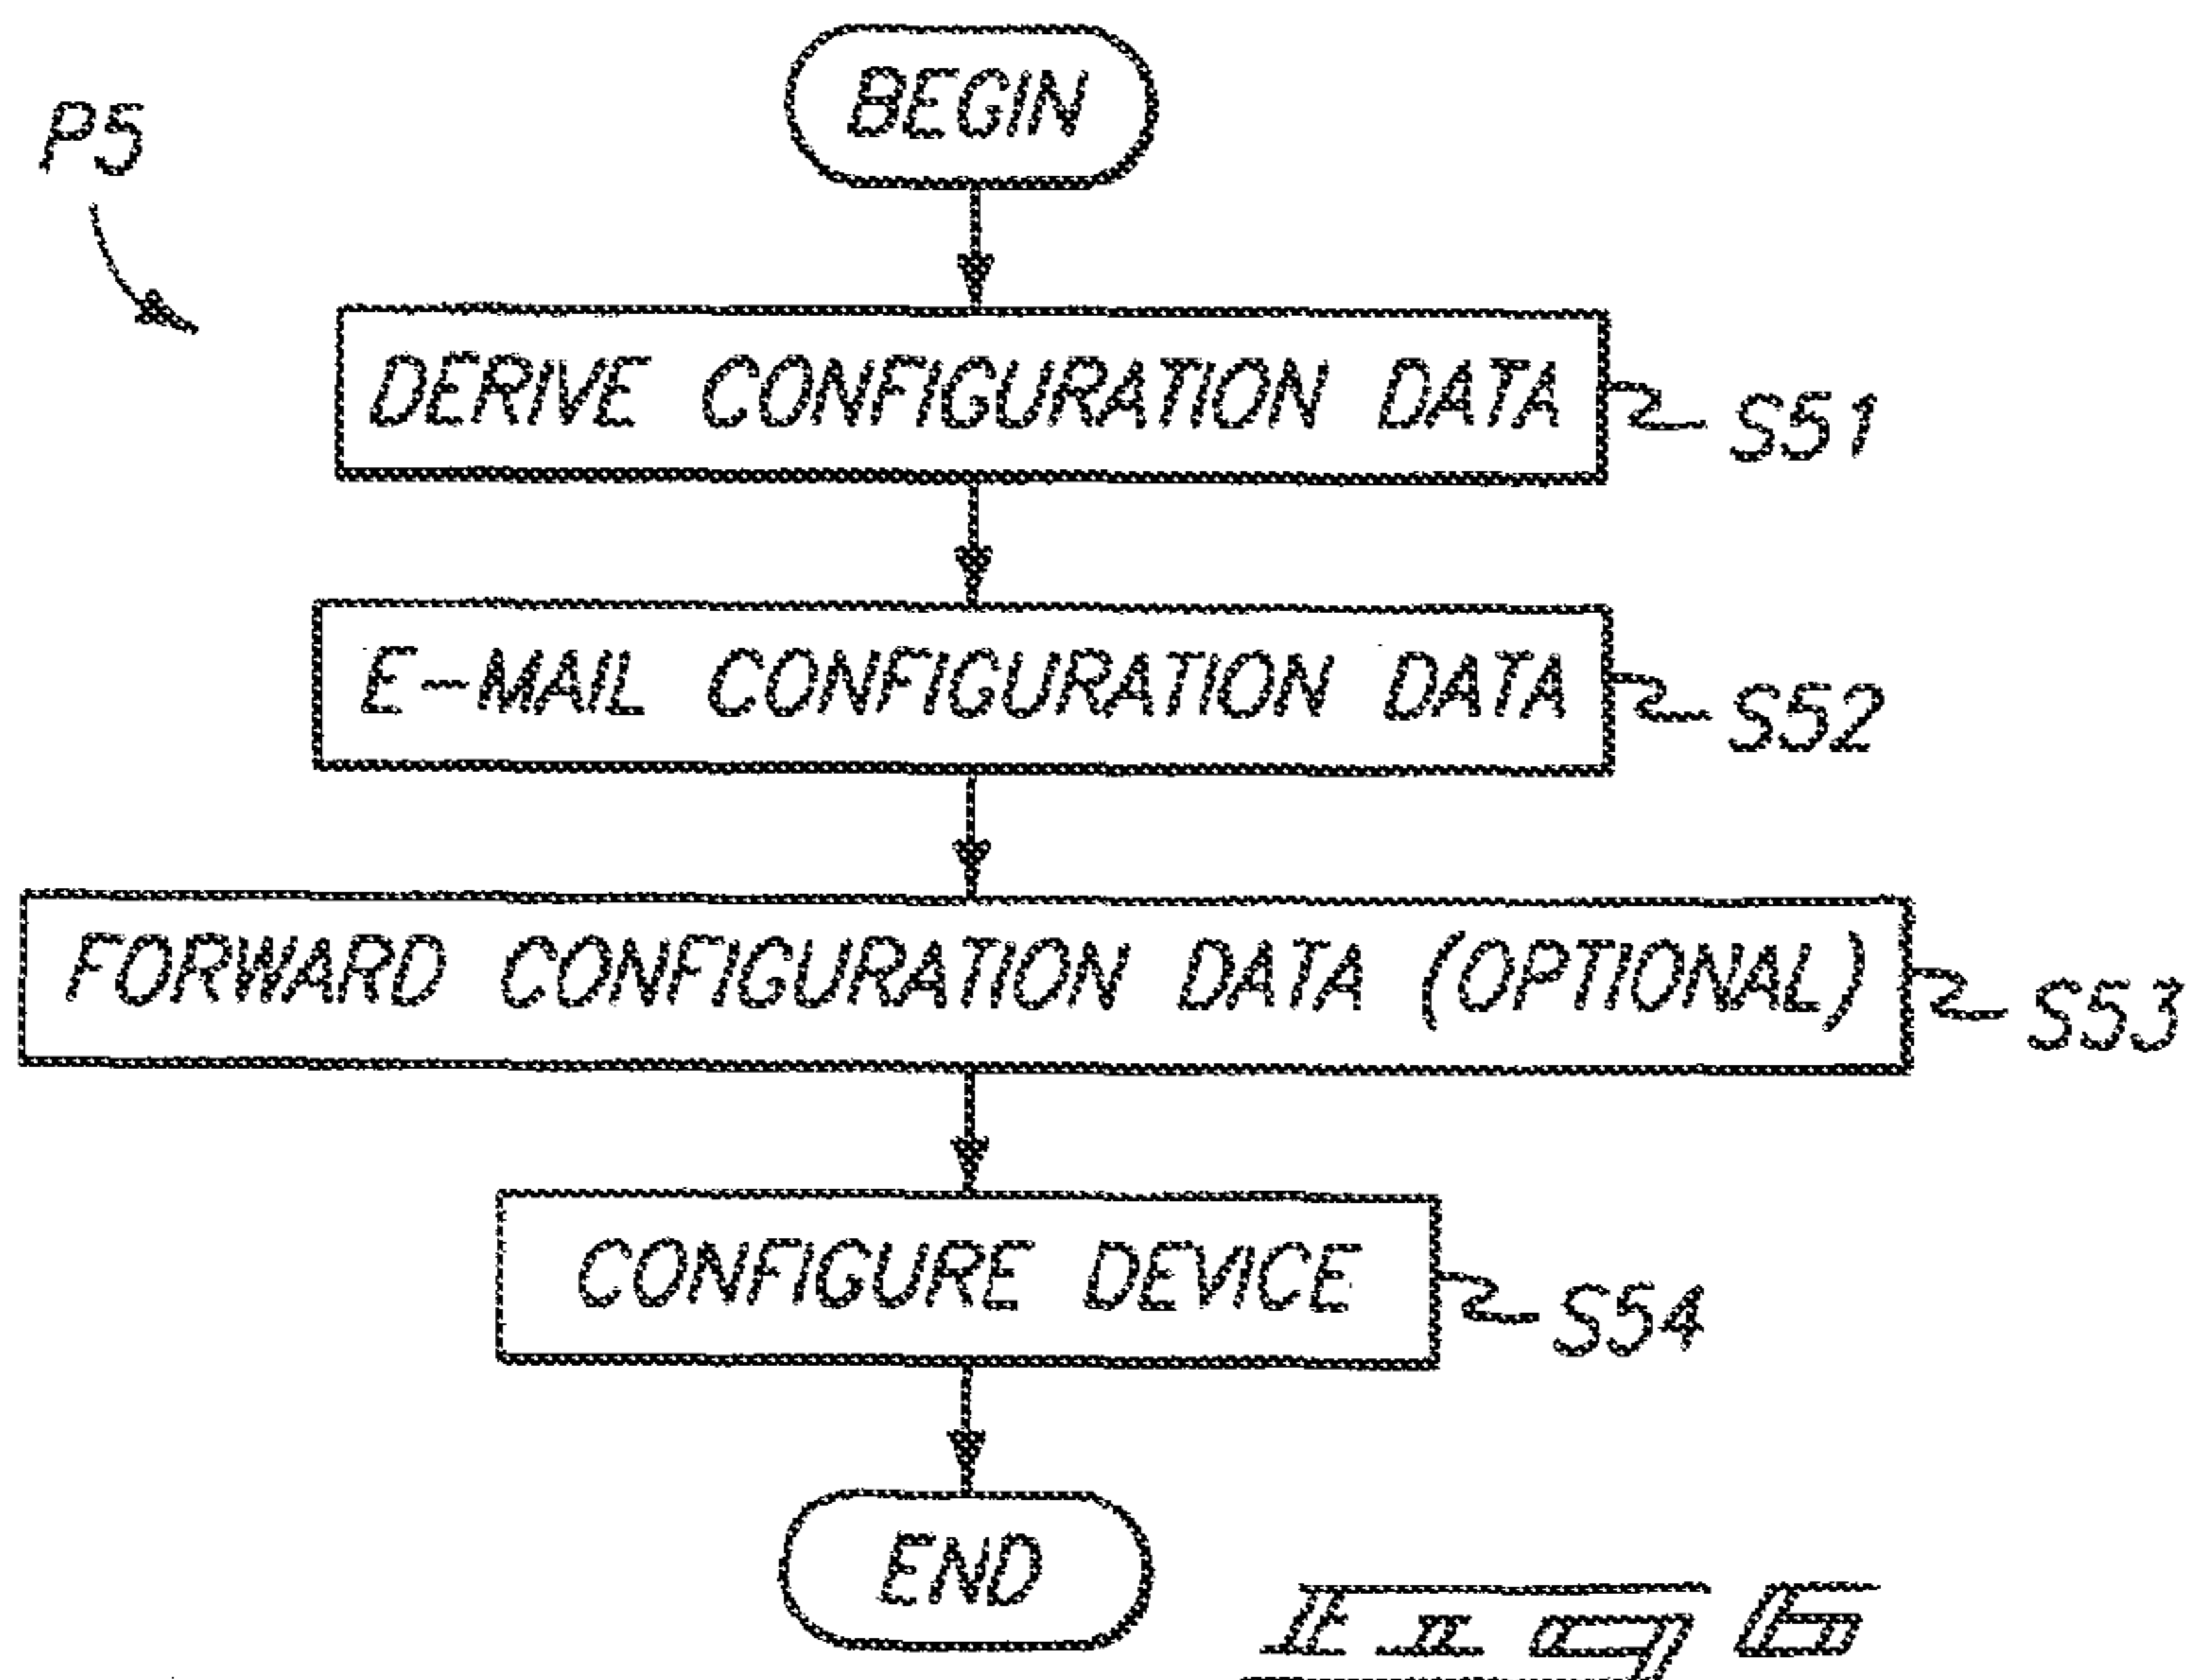 BEGIN
P5
DERIVE CONFIGURATION DATA
S51
E-MAIL CONFIGURATION DATA
S52
FORWARD CONFIGURATION DATA (OPTIONAL)
S53
CONFIGURE DEVICE
S54
END